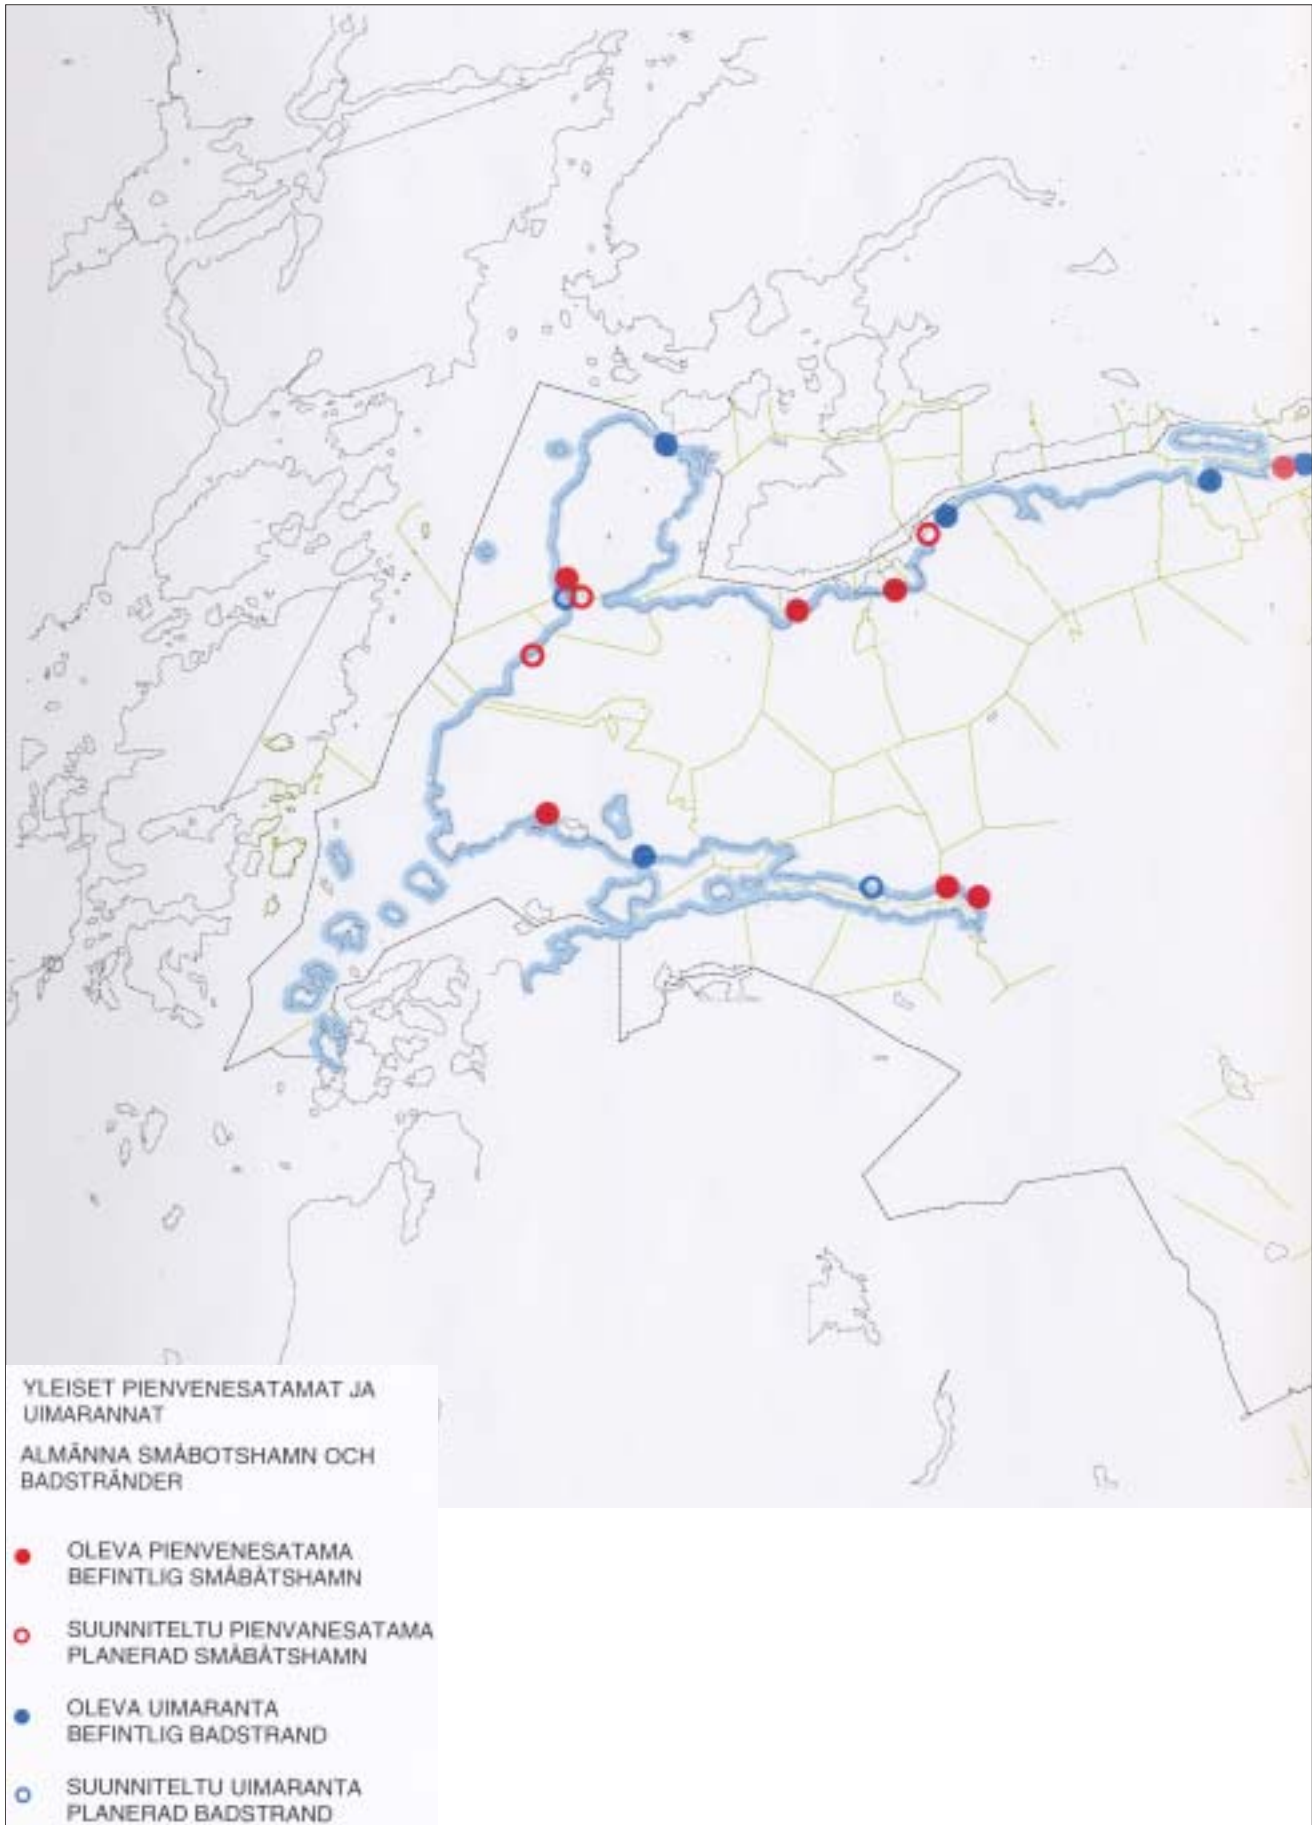 YLEISET PIENVENESATAMAT JA
UIMARANNAT
ALMÄNNA SMÅBOTSHAMN OCH
BADSTRÄNDER
OLEVA PIENVENESATAMA
BEFINTLIG SMÅBÅTSHAMN
SUUNNITELTU PIENVANESATAMA
PLANERAD SMÅBÅTSHAMN
OLEVA UIMARANTA
BEFINTLIG BADSTRAND
SUUNNITELTU UIMARANTA
PLANERAD BADSTRAND